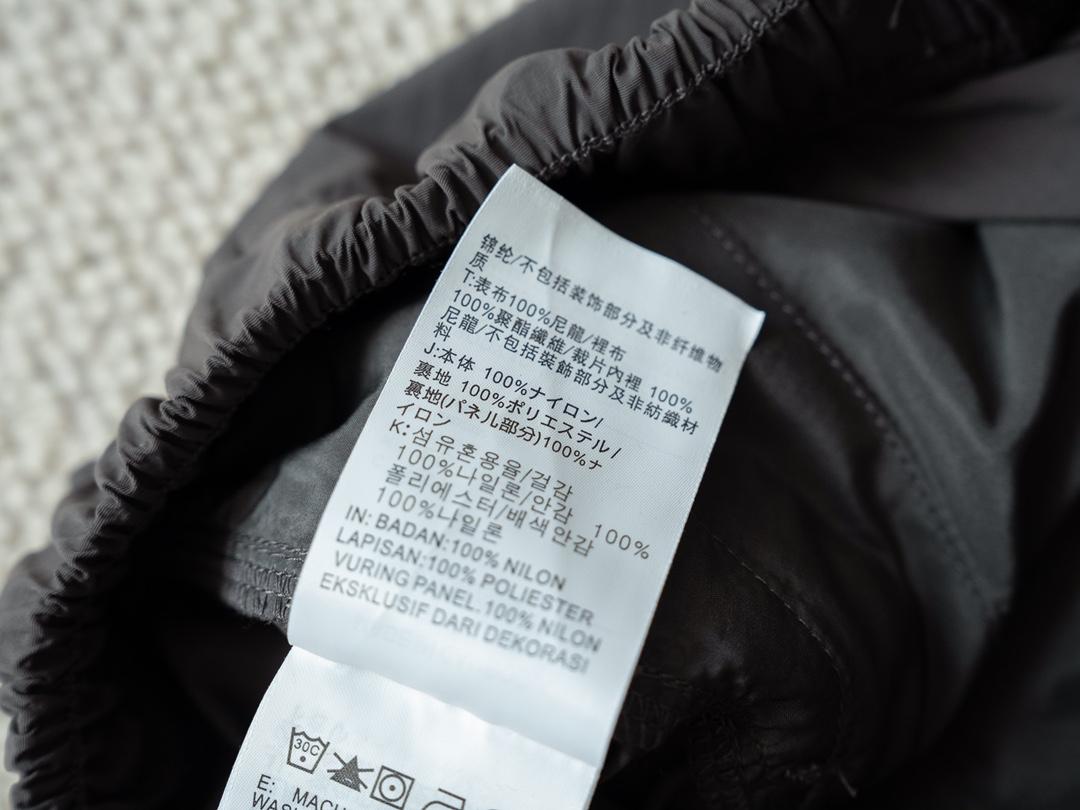 锦纶/不包括装饰部分及非纤维物
质
T:表布100%尼龍/裡布
100%聚酯纖維/裁片內裡 100%
尼龍/不包括裝飾部分及非紡織材
料
J:本体 100%ナイロン/
裏地 100%ポリエステル/
裏地(パネル部分)100%ナ
イロン
K:섬유혼용율/겉감
100%나일론/안감 100%
폴리에스터/배색안감
100%나일론
IN: BADAN:100% NILON
LAPISAN:100% POLIESTER
VURING PANEL.100% NILON
EKSKLUSIF DARI DEKORASI
30C
E: